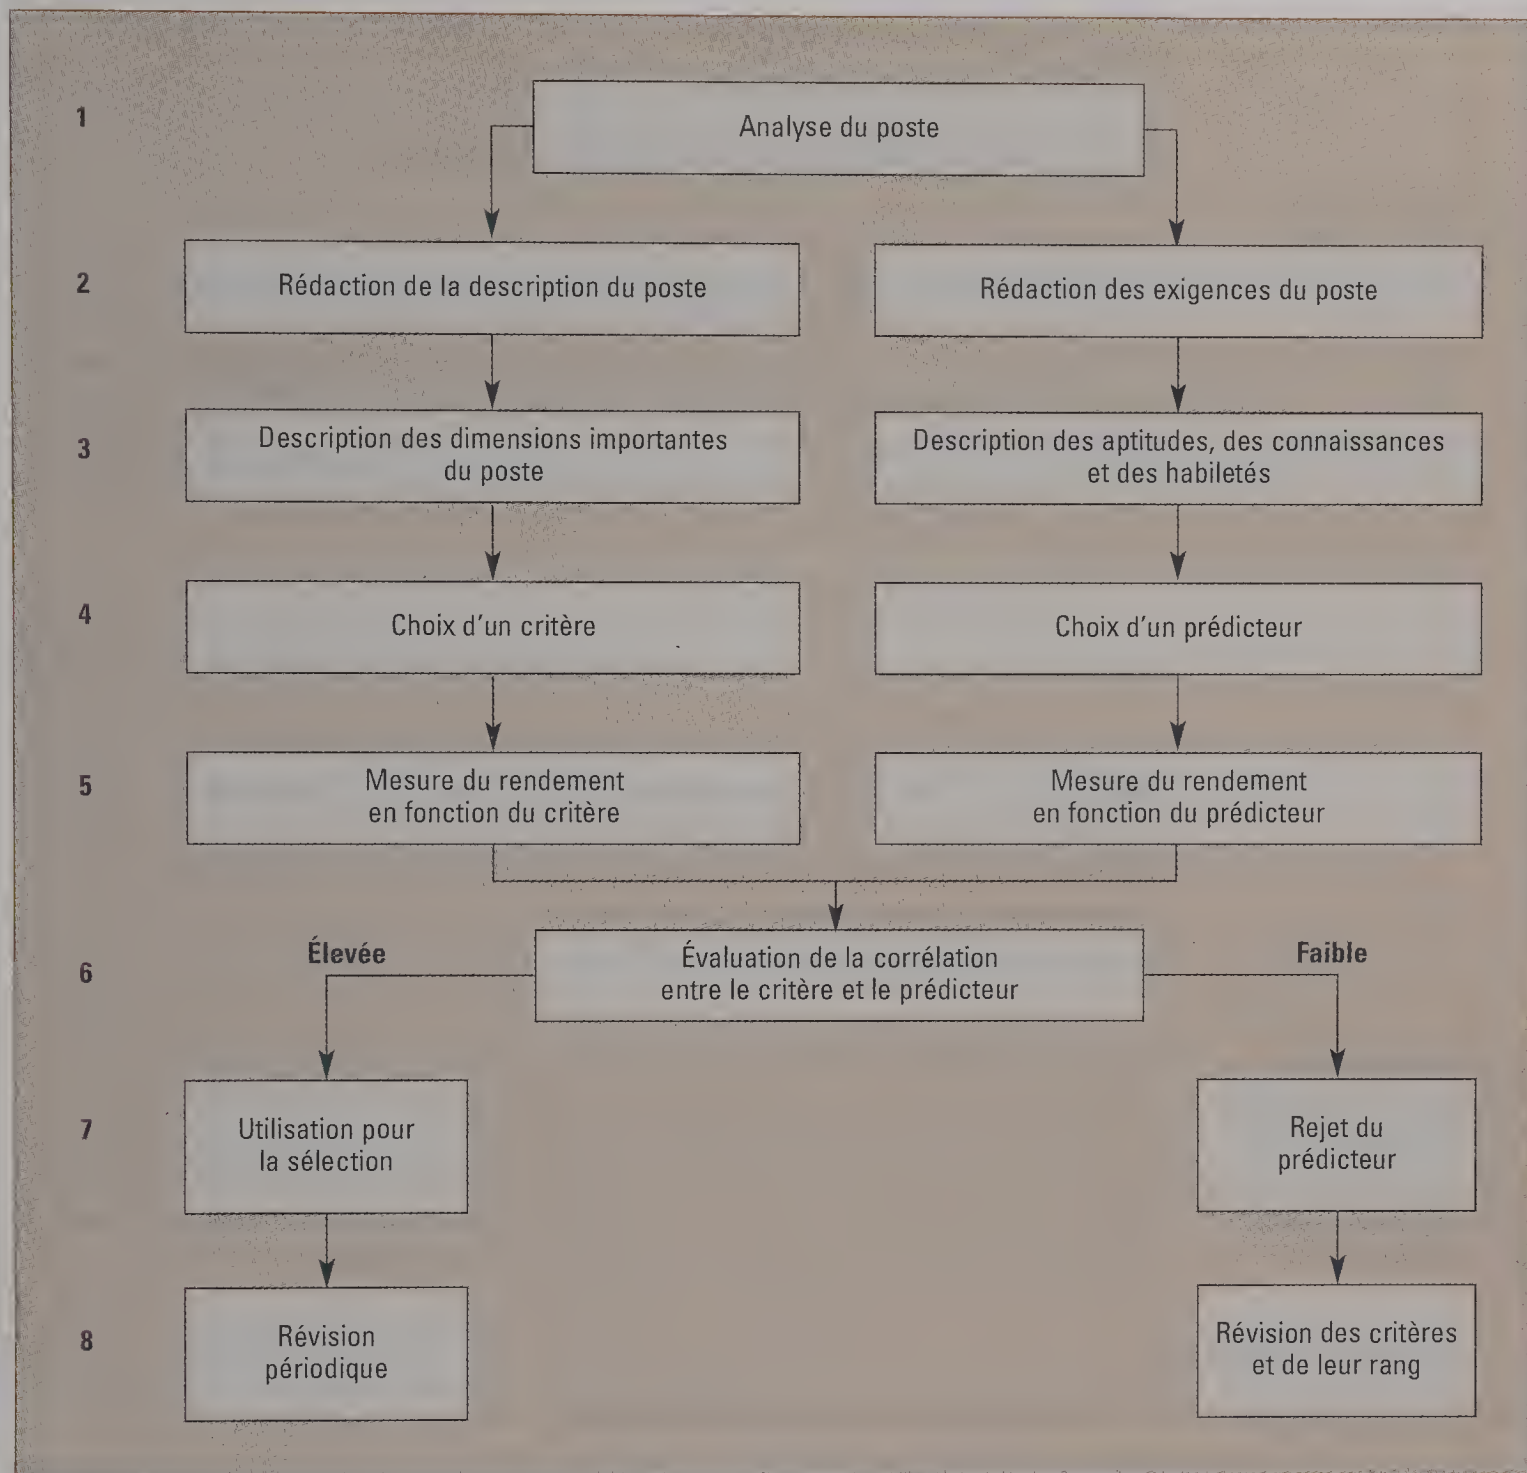 1
Analyse du poste
2
Rédaction de la description du poste
Rédaction des exigences du poste
3
Description des dimensions importantes
du poste
Description des aptitudes, des connaissances
et des habiletés
4
Choix d'un critère
Choix d'un prédicteur
5
Mesure du rendement
en fonction du critère
Mesure du rendement
en fonction du prédicteur
6
Élevée
Évaluation de la corrélation
entre le critère et le prédicteur
Faible
7
Utilisation pour
la sélection
Rejet du
prédicteur
8
Révision
périodique
Révision des critères
et de leur rang